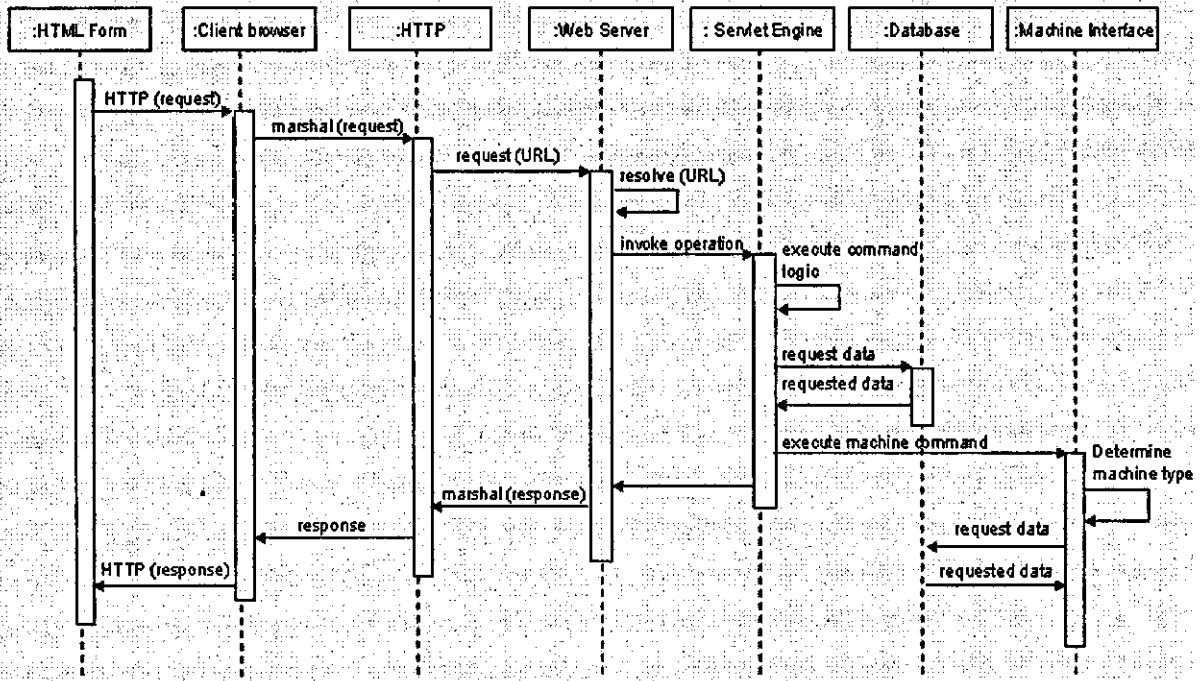 :HTML Form
:Client browser
:HTTP
:Web Server
: Servlet Engine
:Database
:Machine Interface
HTTP (request)
marshal (request)
request (URL)
resolve (URL)
invoke operation
execute command
logic
request data
requested data
execute machine command
Determine
machine type
marshal (response)
response
request data
HTTP (response)
requested data